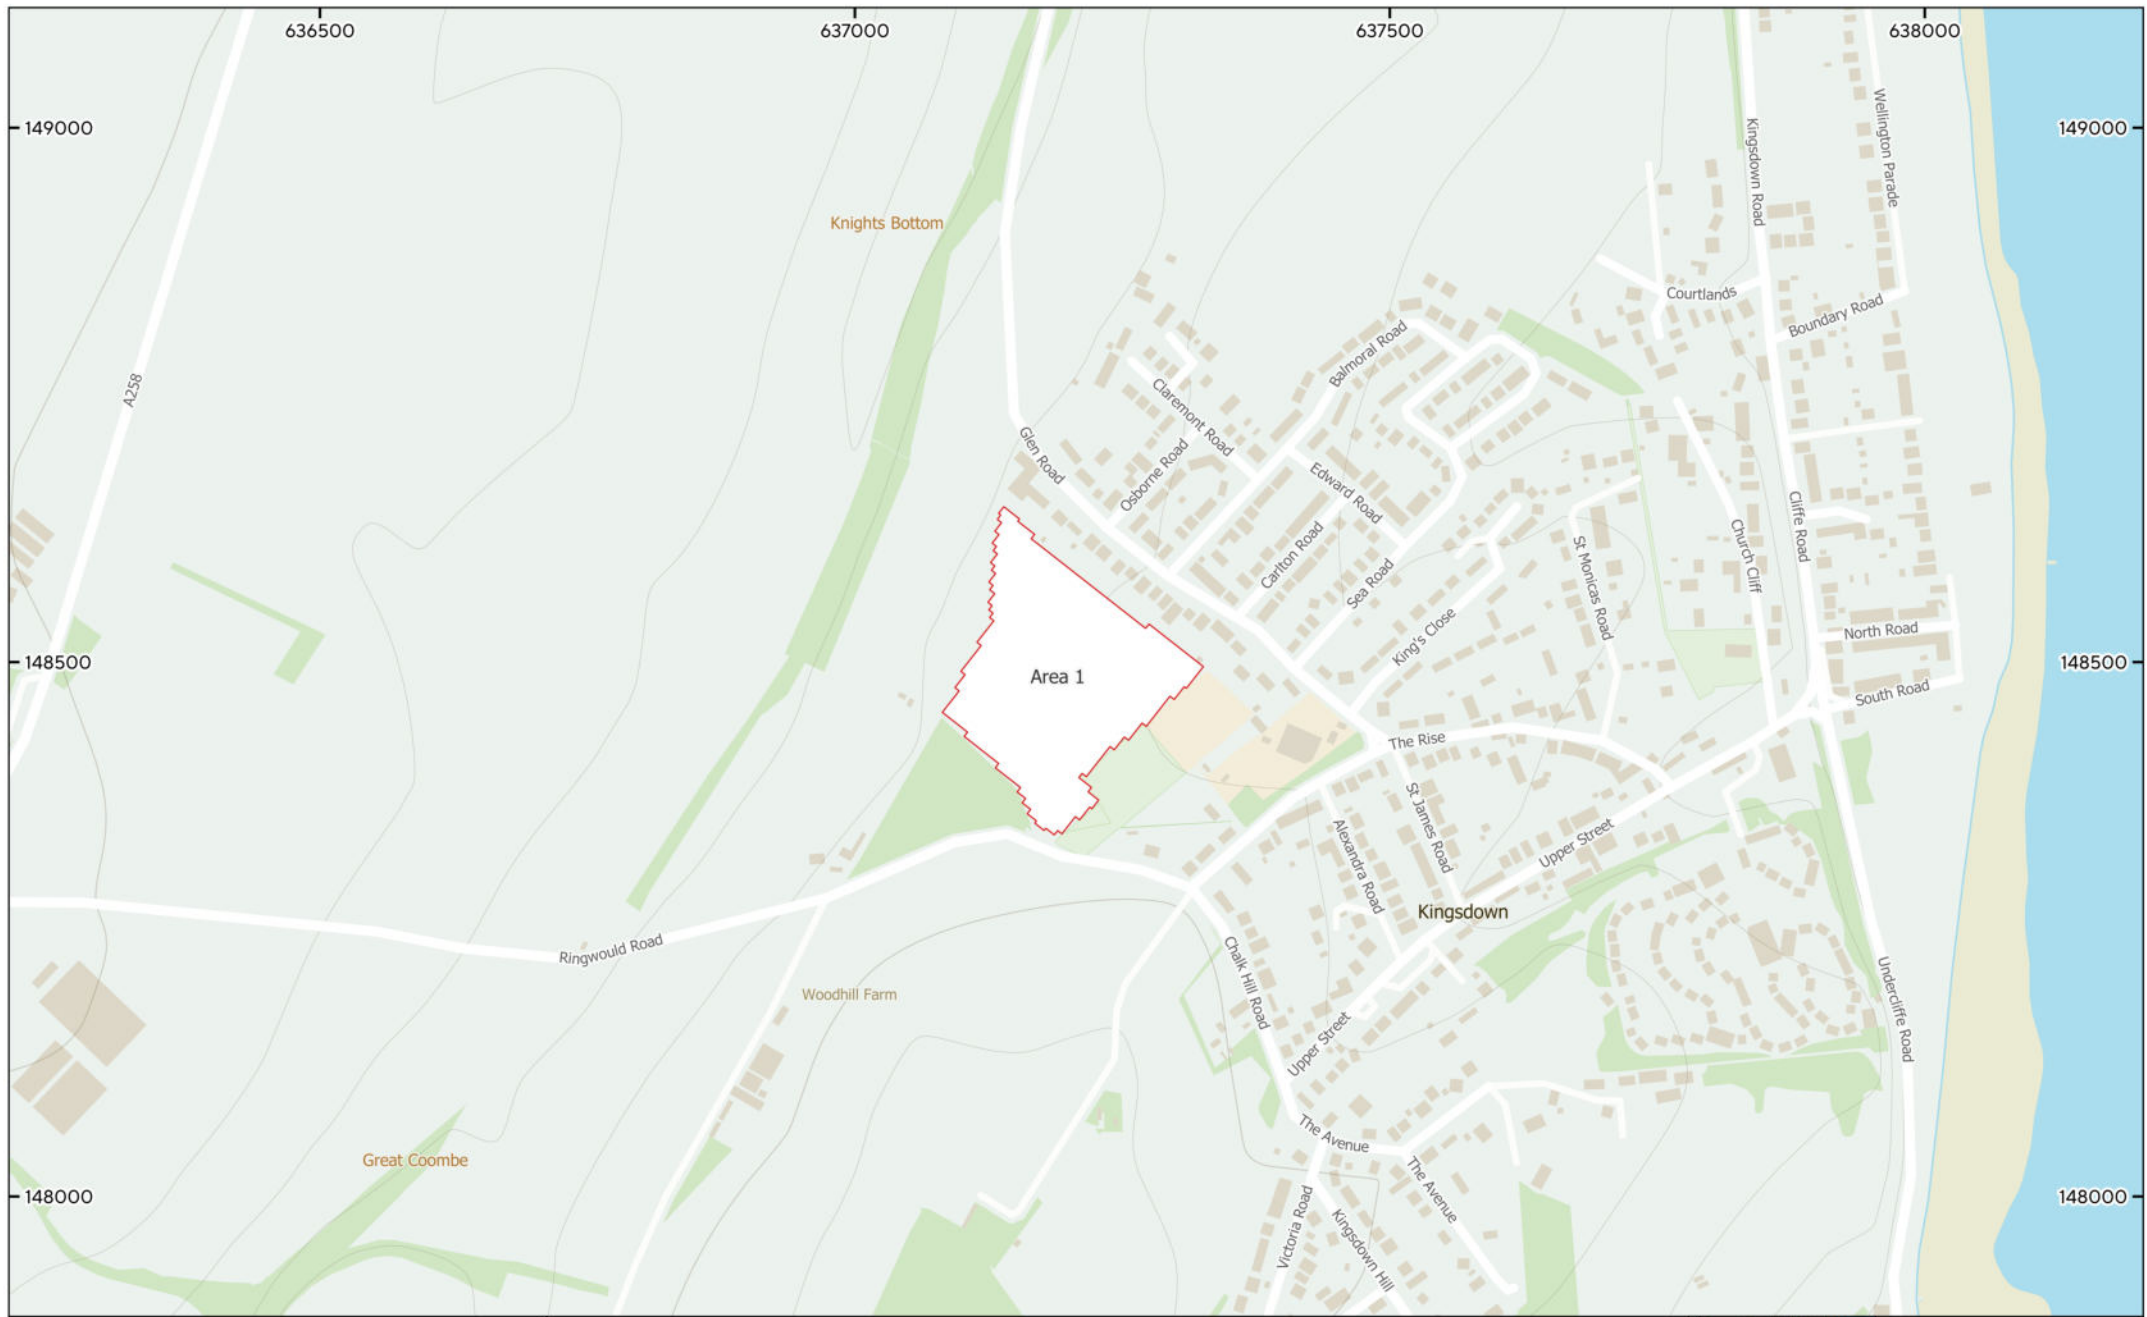 636500
637000
637500
638000
149000
149000
Wellington Parade
Kingsdown Road
Knights Bottom
Courtlands
Boundary Road
Balmoral Road
A258
Claremont Road
Glen Road
Osborne Road
Edward Road
Cliffe Road
Church Cliff
Carlton Road
St Monicas Road
Sea Road
King's Close
North Road
148500
148500
Area 1
South Road
The Rise
St James Road
Alexandra Road
Upper Street
Kingsdown
Ringwould Road
Chalk Hill Road
Undercliffe Road
Woodhill Farm
Upper Street
The Avenue
Great Coombe
The Avenue
148000
148000
Victoria Road
Kingsdown Hill